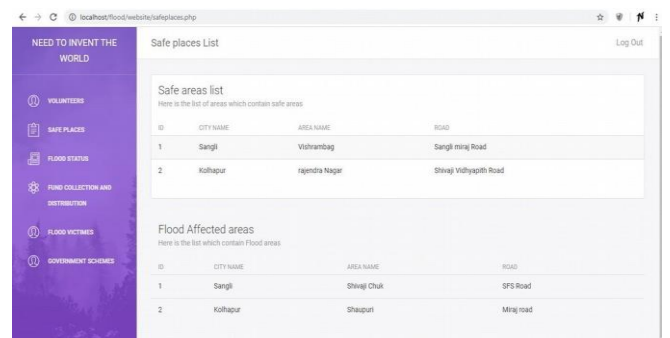 localhost/flood/website/safeplaces.php
NEED TO INVENT THE
WORLD
Safe places List
Log Out
VOLUNTEERS
SAFE PLACES
FLOOD STATUS
FUND COLLECTION AND
DISTRIBUTION
FLOOD VICTIMES
GOVERNMENT SCHEMES
Safe areas list
Here is the list of areas which contain safe areas
ID CITY NAME AREA NAME ROAD
1 Sangli Vishrambag Sangli miraj Road
2 Kolhapur rajendra Nagar Shivaji Vidhyapith Road
Flood Affected areas
Here is the list which contain Flood areas
ID CITY NAME AREA NAME ROAD
1 Sangli Shivaji Chuk SFS Road
2 Kolhapur Shaupuri Miraj road